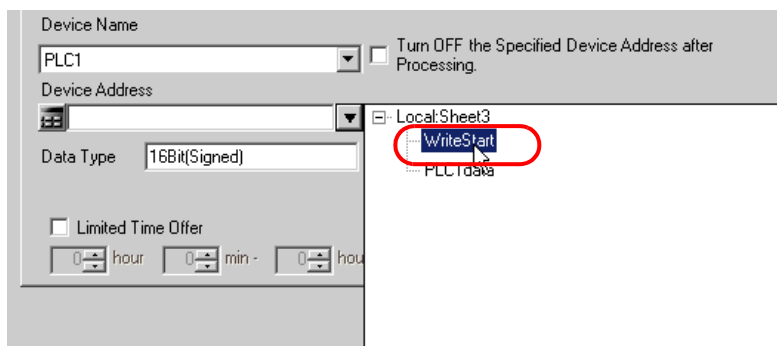 Device Name
PLC1
Turn OFF the Specified Device Address after
Processing.
Device Address
Local:Sheet3
WriteStart
Data Type
16Bit(Signed)
PLC1data
Limited Time Offer
0 hour 0 min - 0 hou